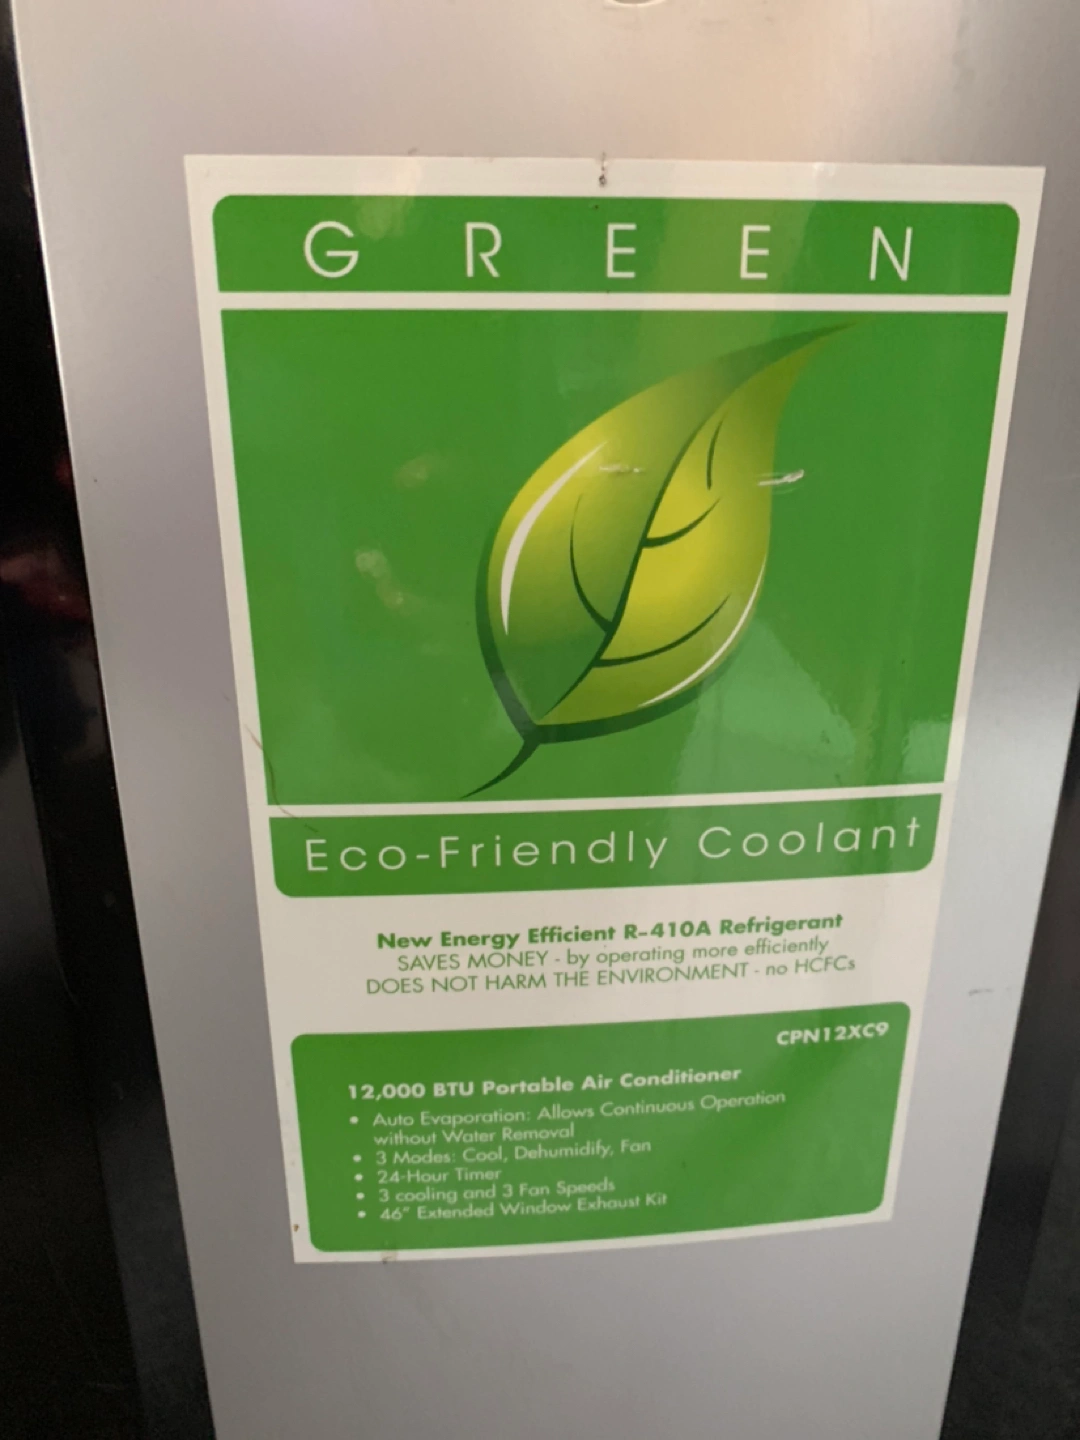 GREEN
Eco-Friendly Coolant
New Energy Efficient R-410A Refrigerant
SAVES MONEY - by operating more efficiently
DOES NOT HARM THE ENVIRONMENT - no HCFCs
CPN12XC9
12,000 BTU Portable Air Conditioner
• Auto Evaporation: Allows Continuous Operation
without Water Removal
• 3 Modes: Cool, Dehumidify, Fan
• 24-Hour Timer
• 3 cooling and 3 Fan Speeds
• 46" Extended Window Exhaust Kit